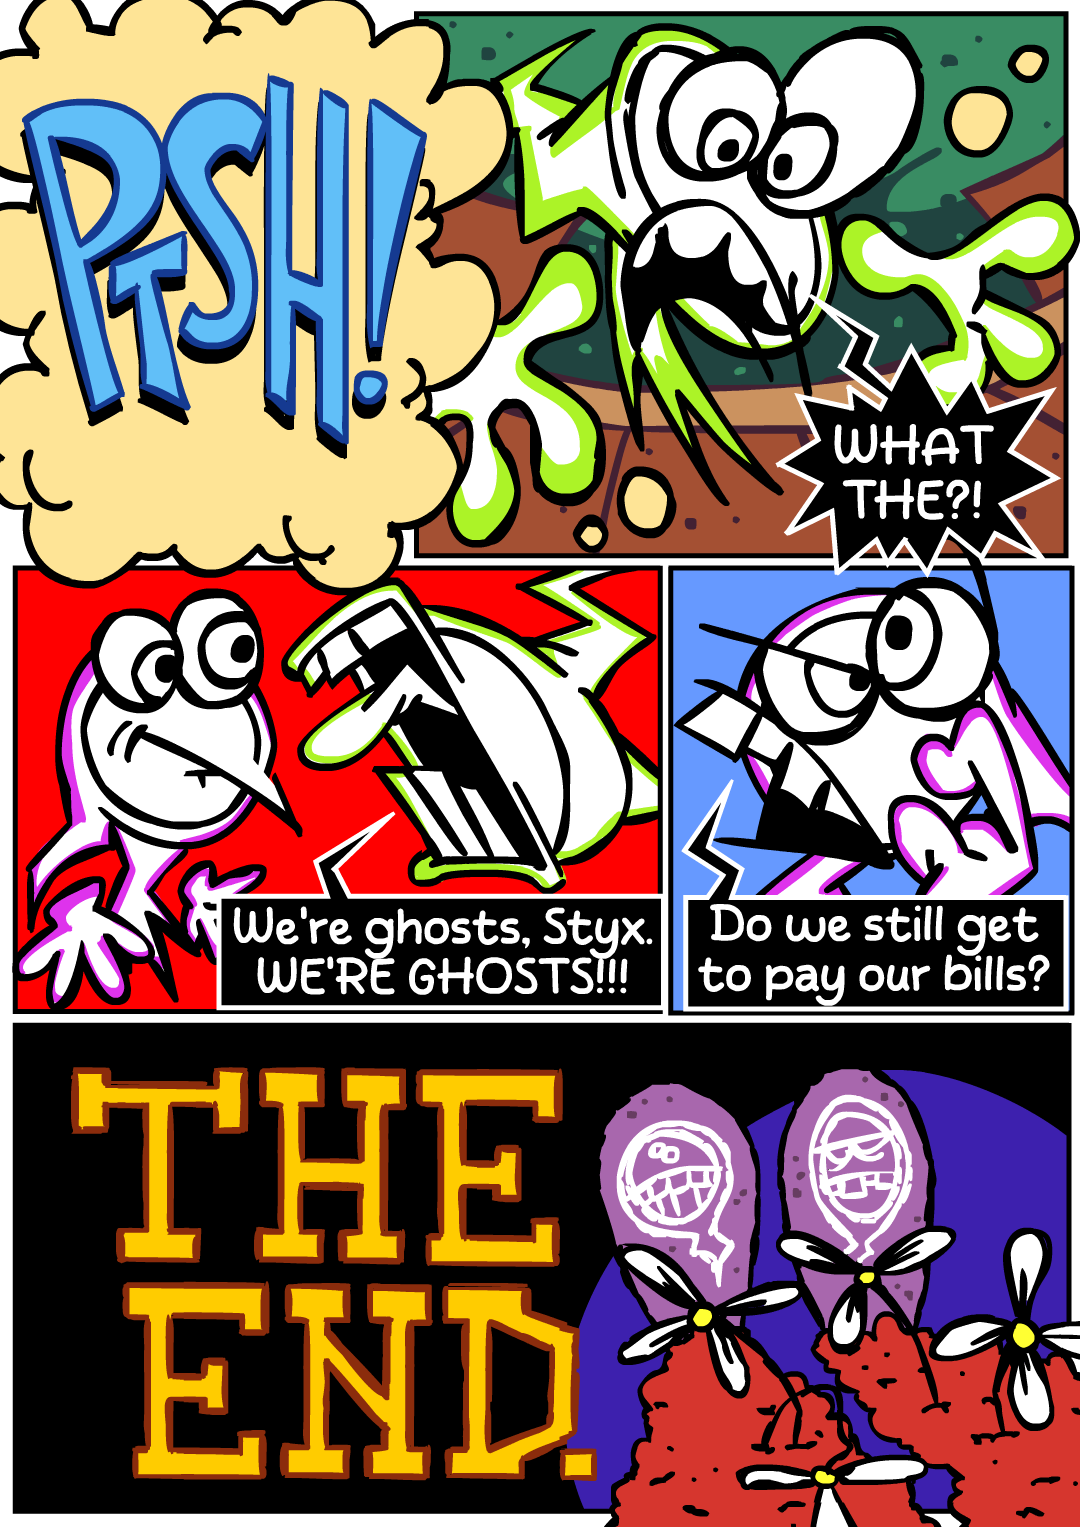 PTSH!
WHAT
THE?!
We're ghosts, Styx.
WE'RE GHOSTS!!!
Do we still get
to pay our bills?
THE
END.